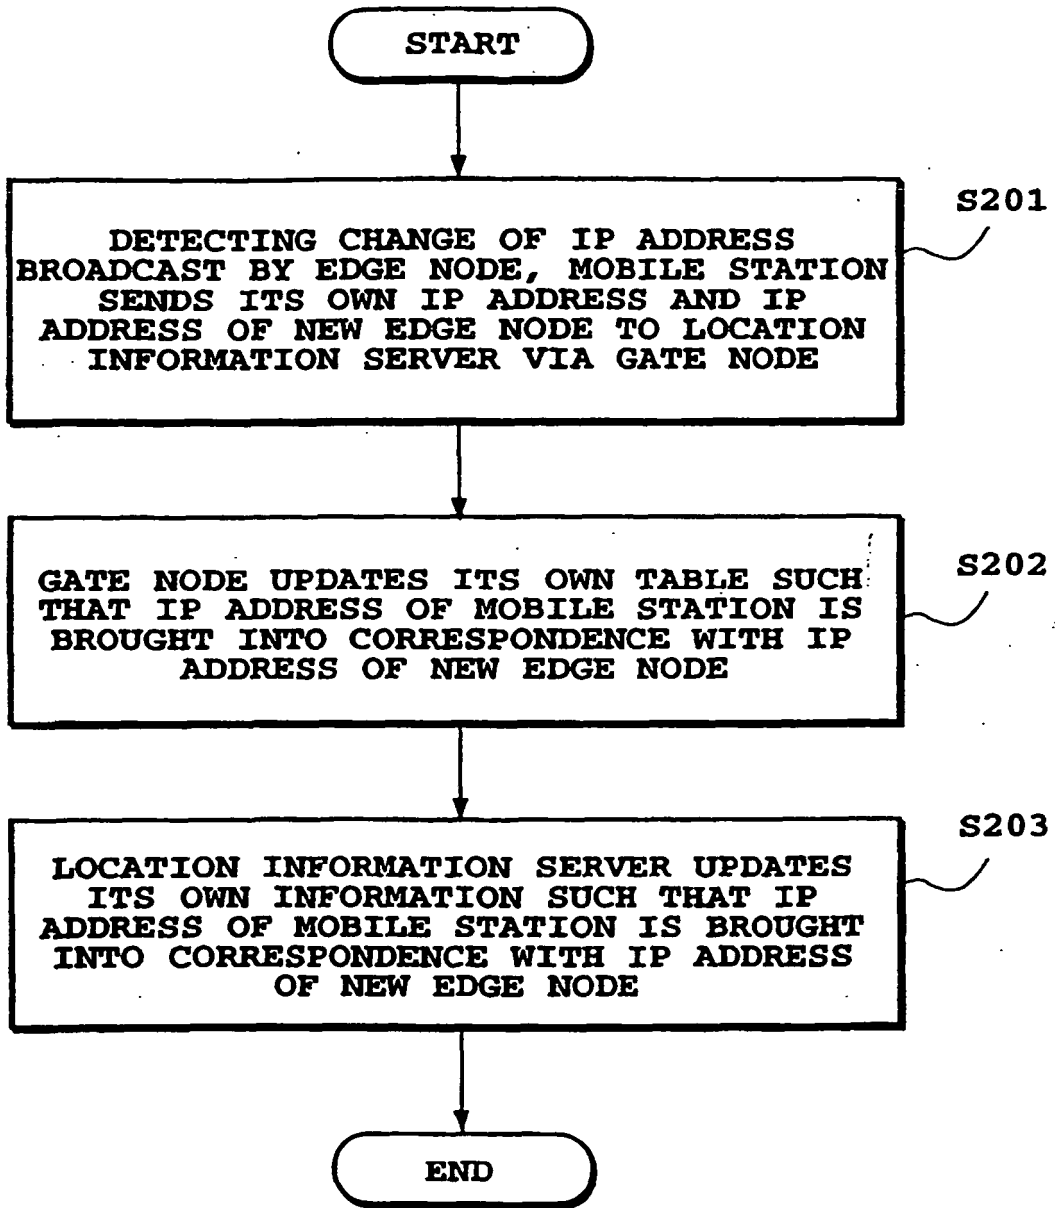 START
S201
DETECTING CHANGE OF IP ADDRESS
BROADCAST BY EDGE NODE, MOBILE STATION
SENDS ITS OWN IP ADDRESS AND IP
ADDRESS OF NEW EDGE NODE TO LOCATION
INFORMATION SERVER VIA GATE NODE
S202
GATE NODE UPDATES ITS OWN TABLE SUCH
THAT IP ADDRESS OF MOBILE STATION IS
BROUGHT INTO CORRESPONDENCE WITH IP
ADDRESS OF NEW EDGE NODE
S203
LOCATION INFORMATION SERVER UPDATES
ITS OWN INFORMATION SUCH THAT IP
ADDRESS OF MOBILE STATION IS BROUGHT
INTO CORRESPONDENCE WITH IP ADDRESS
OF NEW EDGE NODE
END